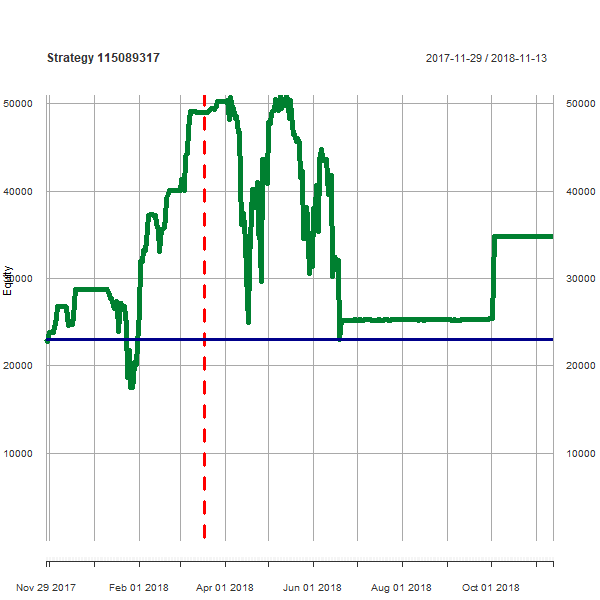 Strategy 115089317
2017-11-29 / 2018-11-13
50000
50000
40000
40000
Equity
30000
30000
20000
20000
10000
10000
Nov 29 2017
Feb 01 2018
Apr 01 2018
Jun 01 2018
Aug 01 2018
Oct 01 2018